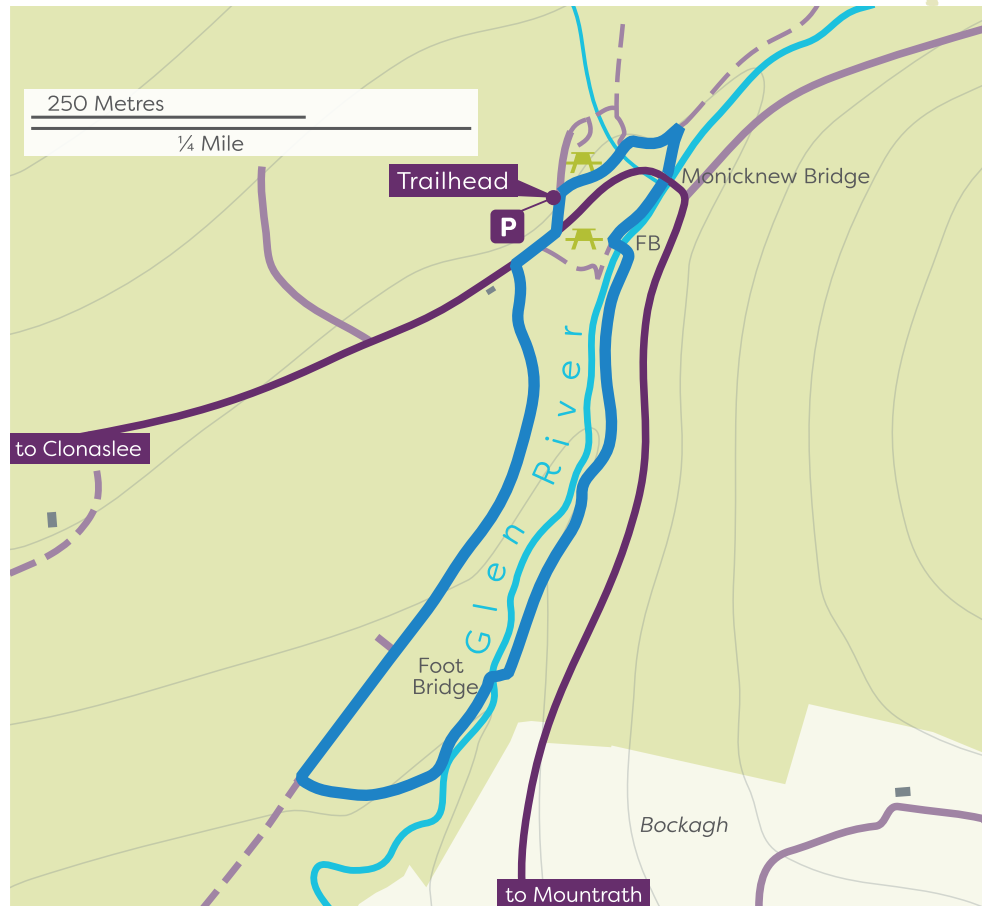 250 Metres
¼ Mile
Trailhead
P
Monicknew Bridge
FB
to Clonaslee
Glen River
Foot
Bridge
Bockagh
to Mountrath